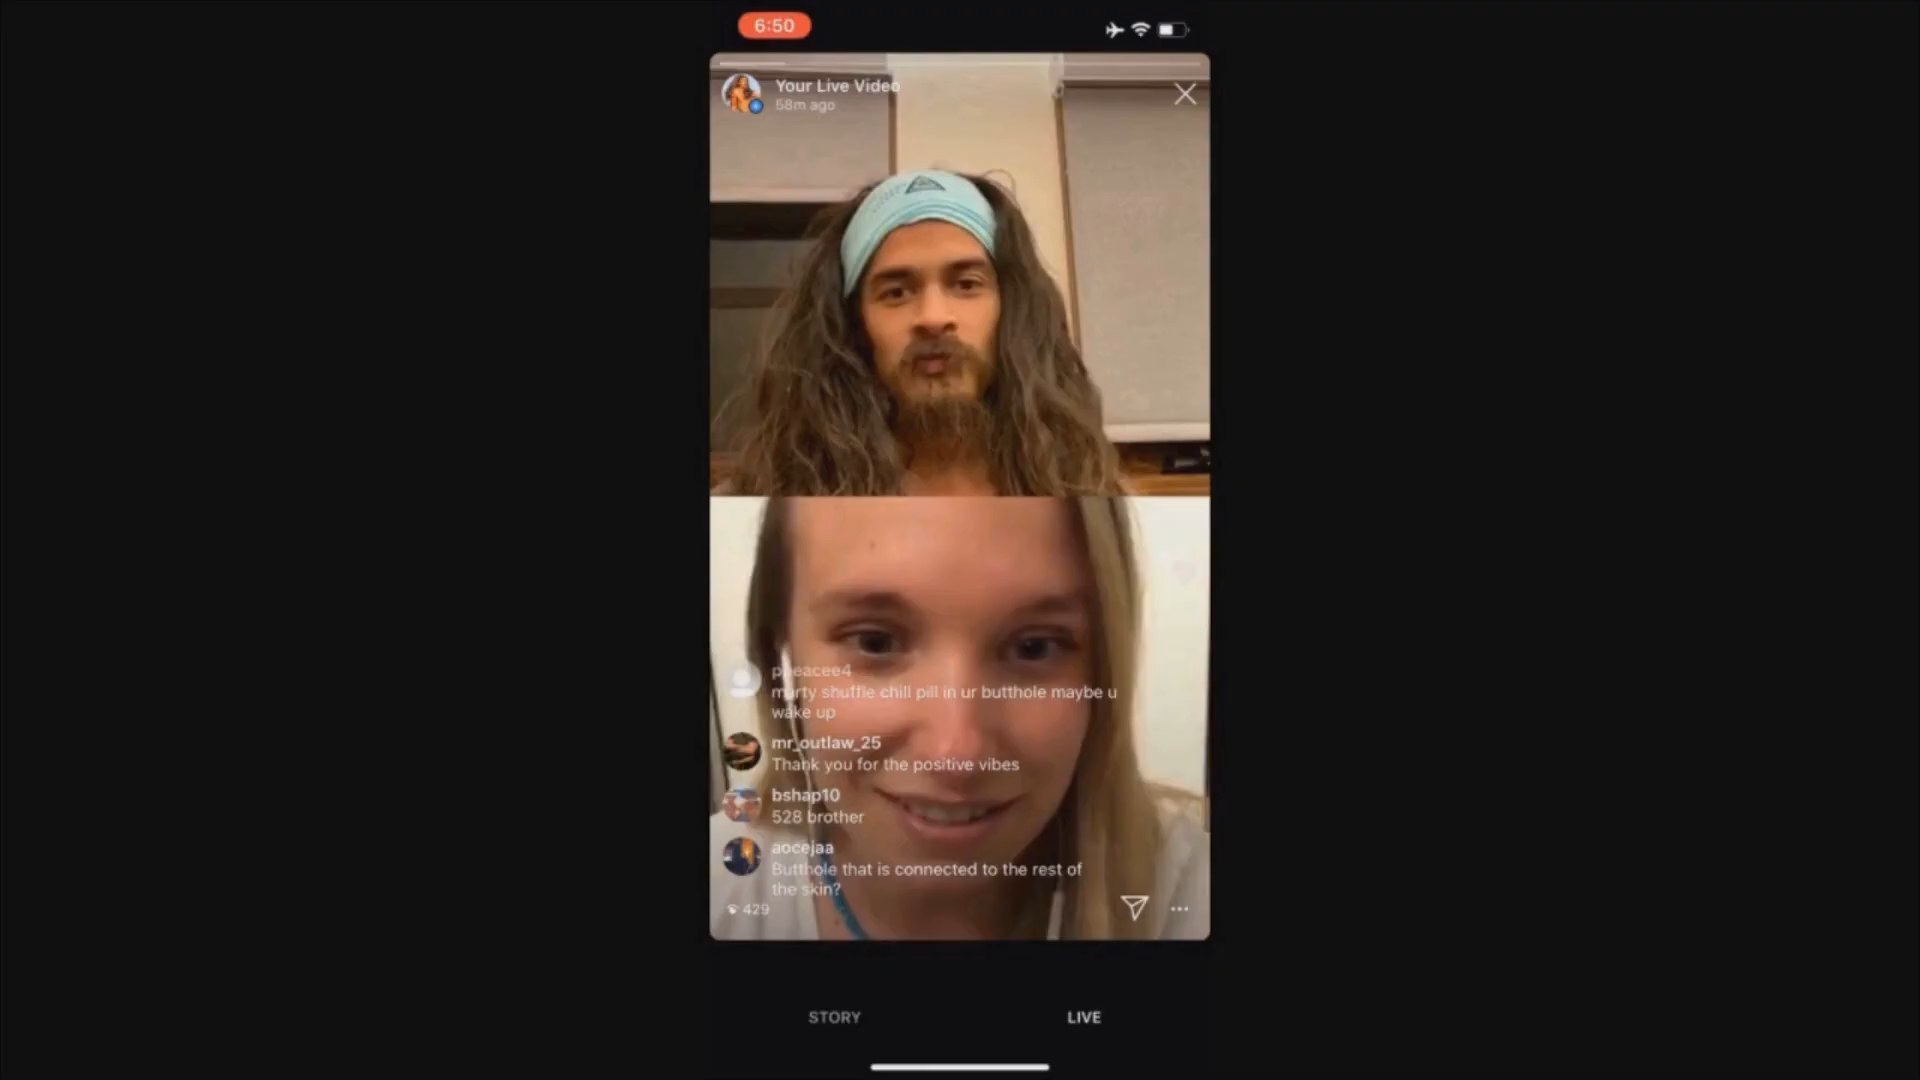 6:50
Your Live Video
58m ago
ppeacee4
marty shuffle chill pill in ur butthole maybe u
wake up
mr_outlaw_25
Thank you for the positive vibes
bshap10
528 brother
aocejaa
Butthole that is connected to the rest of
the skin?
429
STORY
LIVE